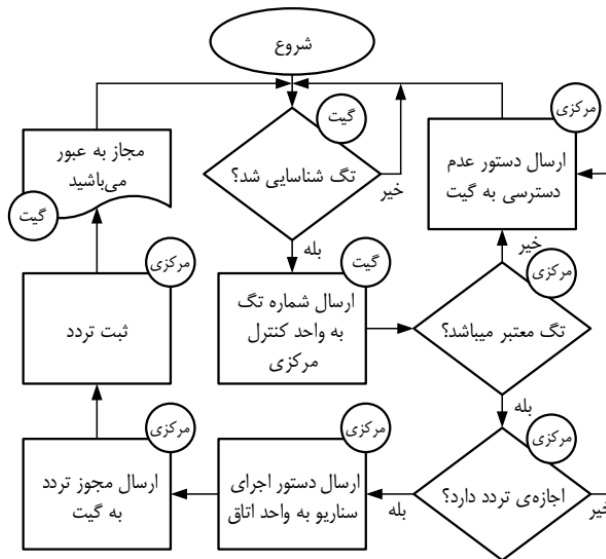 شروع
گیت
تگ شناسایی شد؟
خیر
بله
مرکزی
ارسال دستور عدم
دسترسی به گیت
مجاز به عبور
می‌باشید
گیت
گیت
ارسال شماره تگ
به واحد کنترل
مرکزی
مرکزی
تگ معتبر میباشد؟
خیر
بله
مرکزی
ثبت تردد
مرکزی
اجازه‌ی تردد دارد؟
خیر
بله
مرکزی
ارسال دستور اجرای
سناریو به واحد اتاق
مرکزی
ارسال مجوز تردد
به گیت